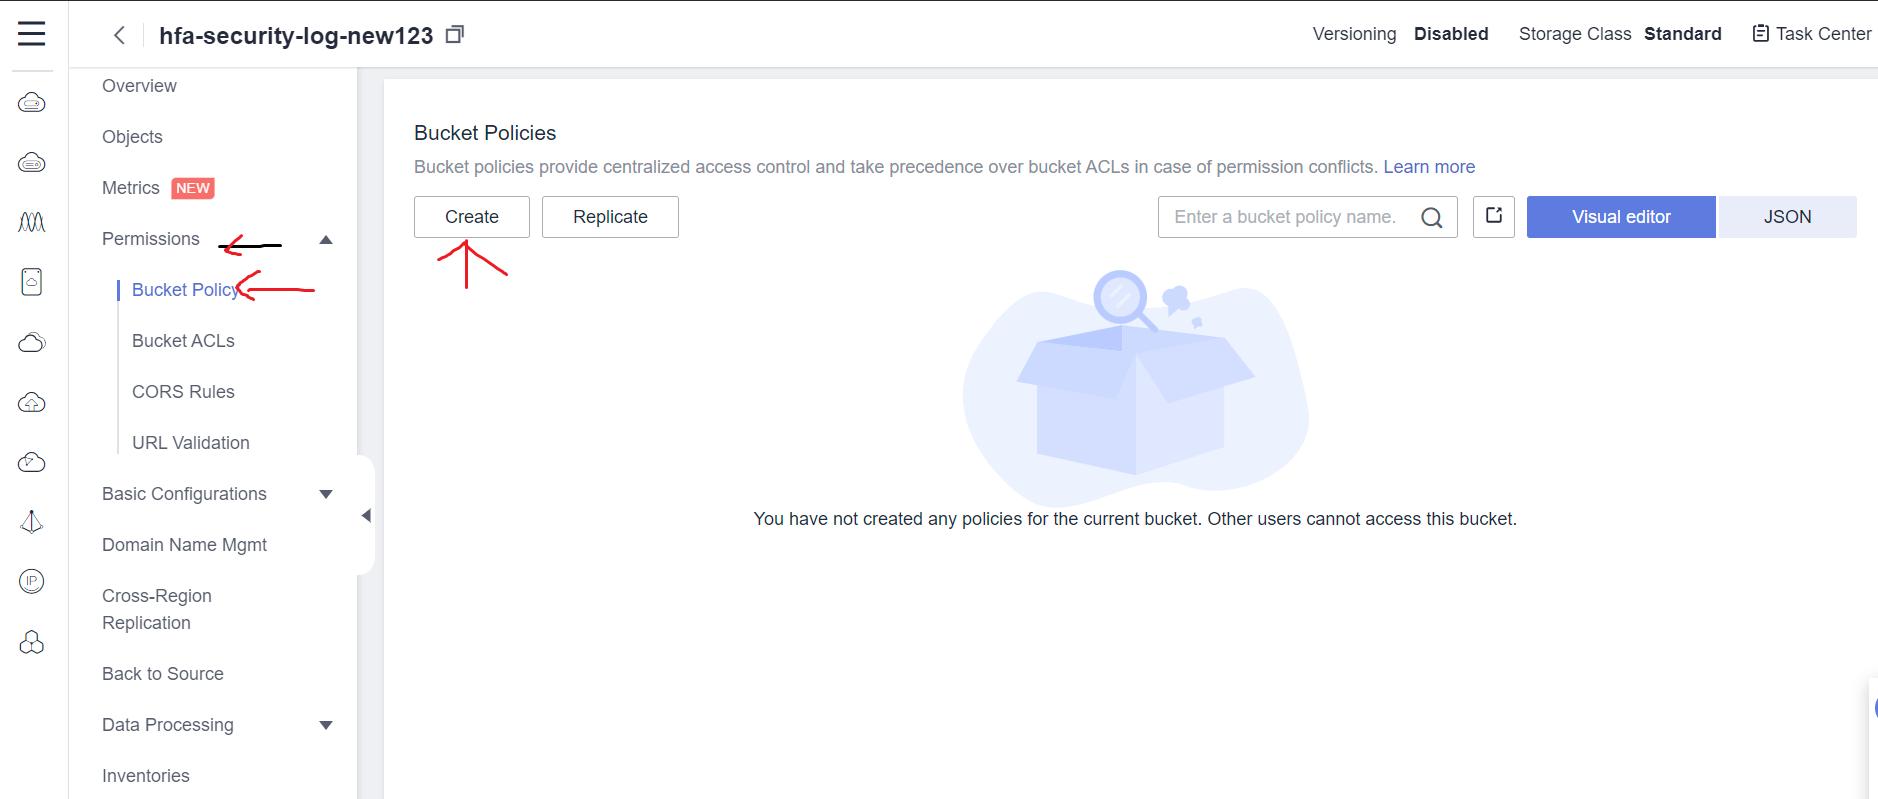 hfa-security-log-new123
Versioning Disabled Storage Class Standard Task Center
Overview
Objects
Metrics NEW
Permissions
Bucket Policy
Bucket ACLs
CORS Rules
URL Validation
Basic Configurations
Domain Name Mgmt
Cross-Region
Replication
Back to Source
Data Processing
Inventories
IP
Bucket Policies
Bucket policies provide centralized access control and take precedence over bucket ACLs in case of permission conflicts. Learn more
Create Replicate Enter a bucket policy name. Visual editor JSON
You have not created any policies for the current bucket. Other users cannot access this bucket.